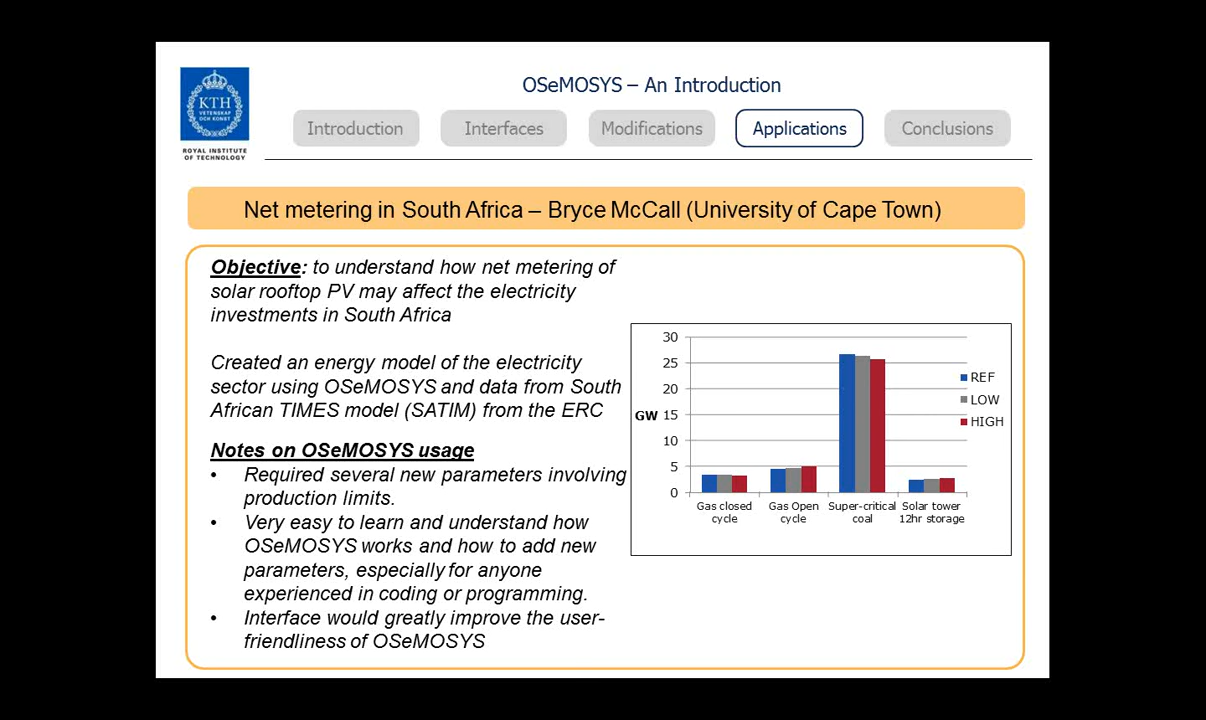 KTH
VETENSKAP
OCH KONST
ROYAL INSTITUTE
OF TECHNOLOGY
OSeMOSYS – An Introduction
Introduction
Interfaces
Modifications
Applications
Conclusions
Net metering in South Africa – Bryce McCall (University of Cape Town)
Objective: to understand how net metering of
solar rooftop PV may affect the electricity
investments in South Africa
Created an energy model of the electricity
sector using OSeMOSYS and data from South
African TIMES model (SATIM) from the ERC
Notes on OSeMOSYS usage
• Required several new parameters involving
production limits.
• Very easy to learn and understand how
OSeMOSYS works and how to add new
parameters, especially for anyone
experienced in coding or programming.
• Interface would greatly improve the user-
friendliness of OSeMOSYS
30
25
20
GW 15
10
5
0
Gas closed
cycle
Gas Open
cycle
Super-critical
coal
Solar tower
12hr storage
REF
LOW
HIGH